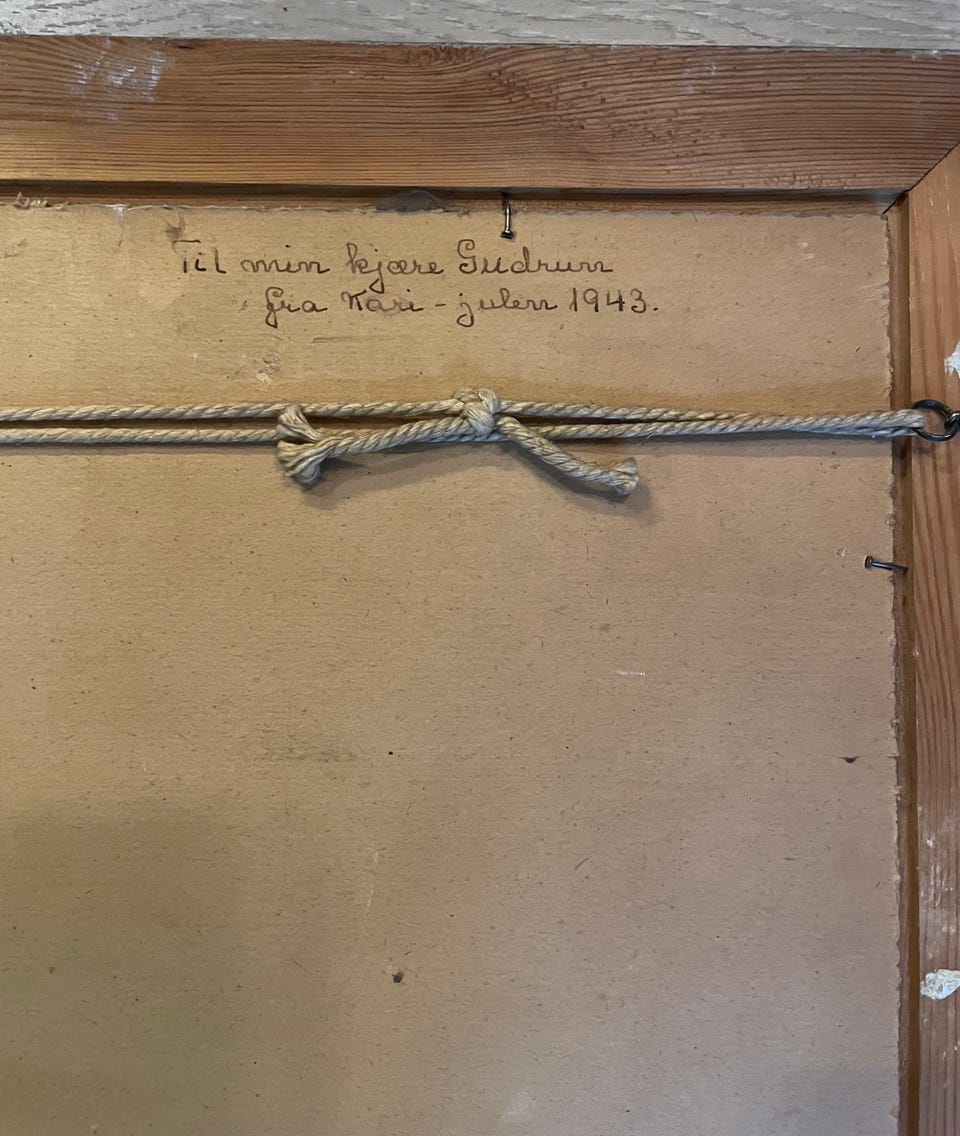 Til min kjære Gudrun
fra Kari - julen 1943.